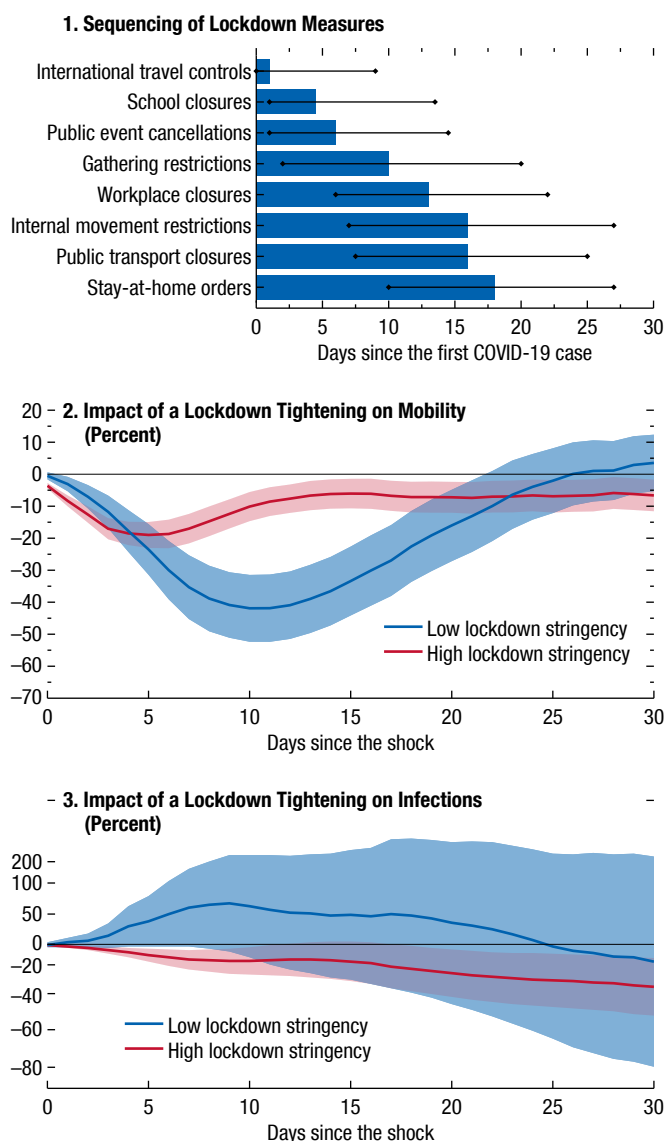 1. Sequencing of Lockdown Measures
International travel controls
School closures
Public event cancellations
Gathering restrictions
Workplace closures
Internal movement restrictions
Public transport closures
Stay-at-home orders
0 5 10 15 20 25 30
Days since the first COVID-19 case
2. Impact of a Lockdown Tightening on Mobility
(Percent)
20
10
0
–10
–20
–30
–40
–50
–60
–70
Low lockdown stringency
High lockdown stringency
0 5 10 15 20 25 30
Days since the shock
3. Impact of a Lockdown Tightening on Infections
(Percent)
200
100
50
0
–20
–40
–60
–80
Low lockdown stringency
High lockdown stringency
0 5 10 15 20 25 30
Days since the shock